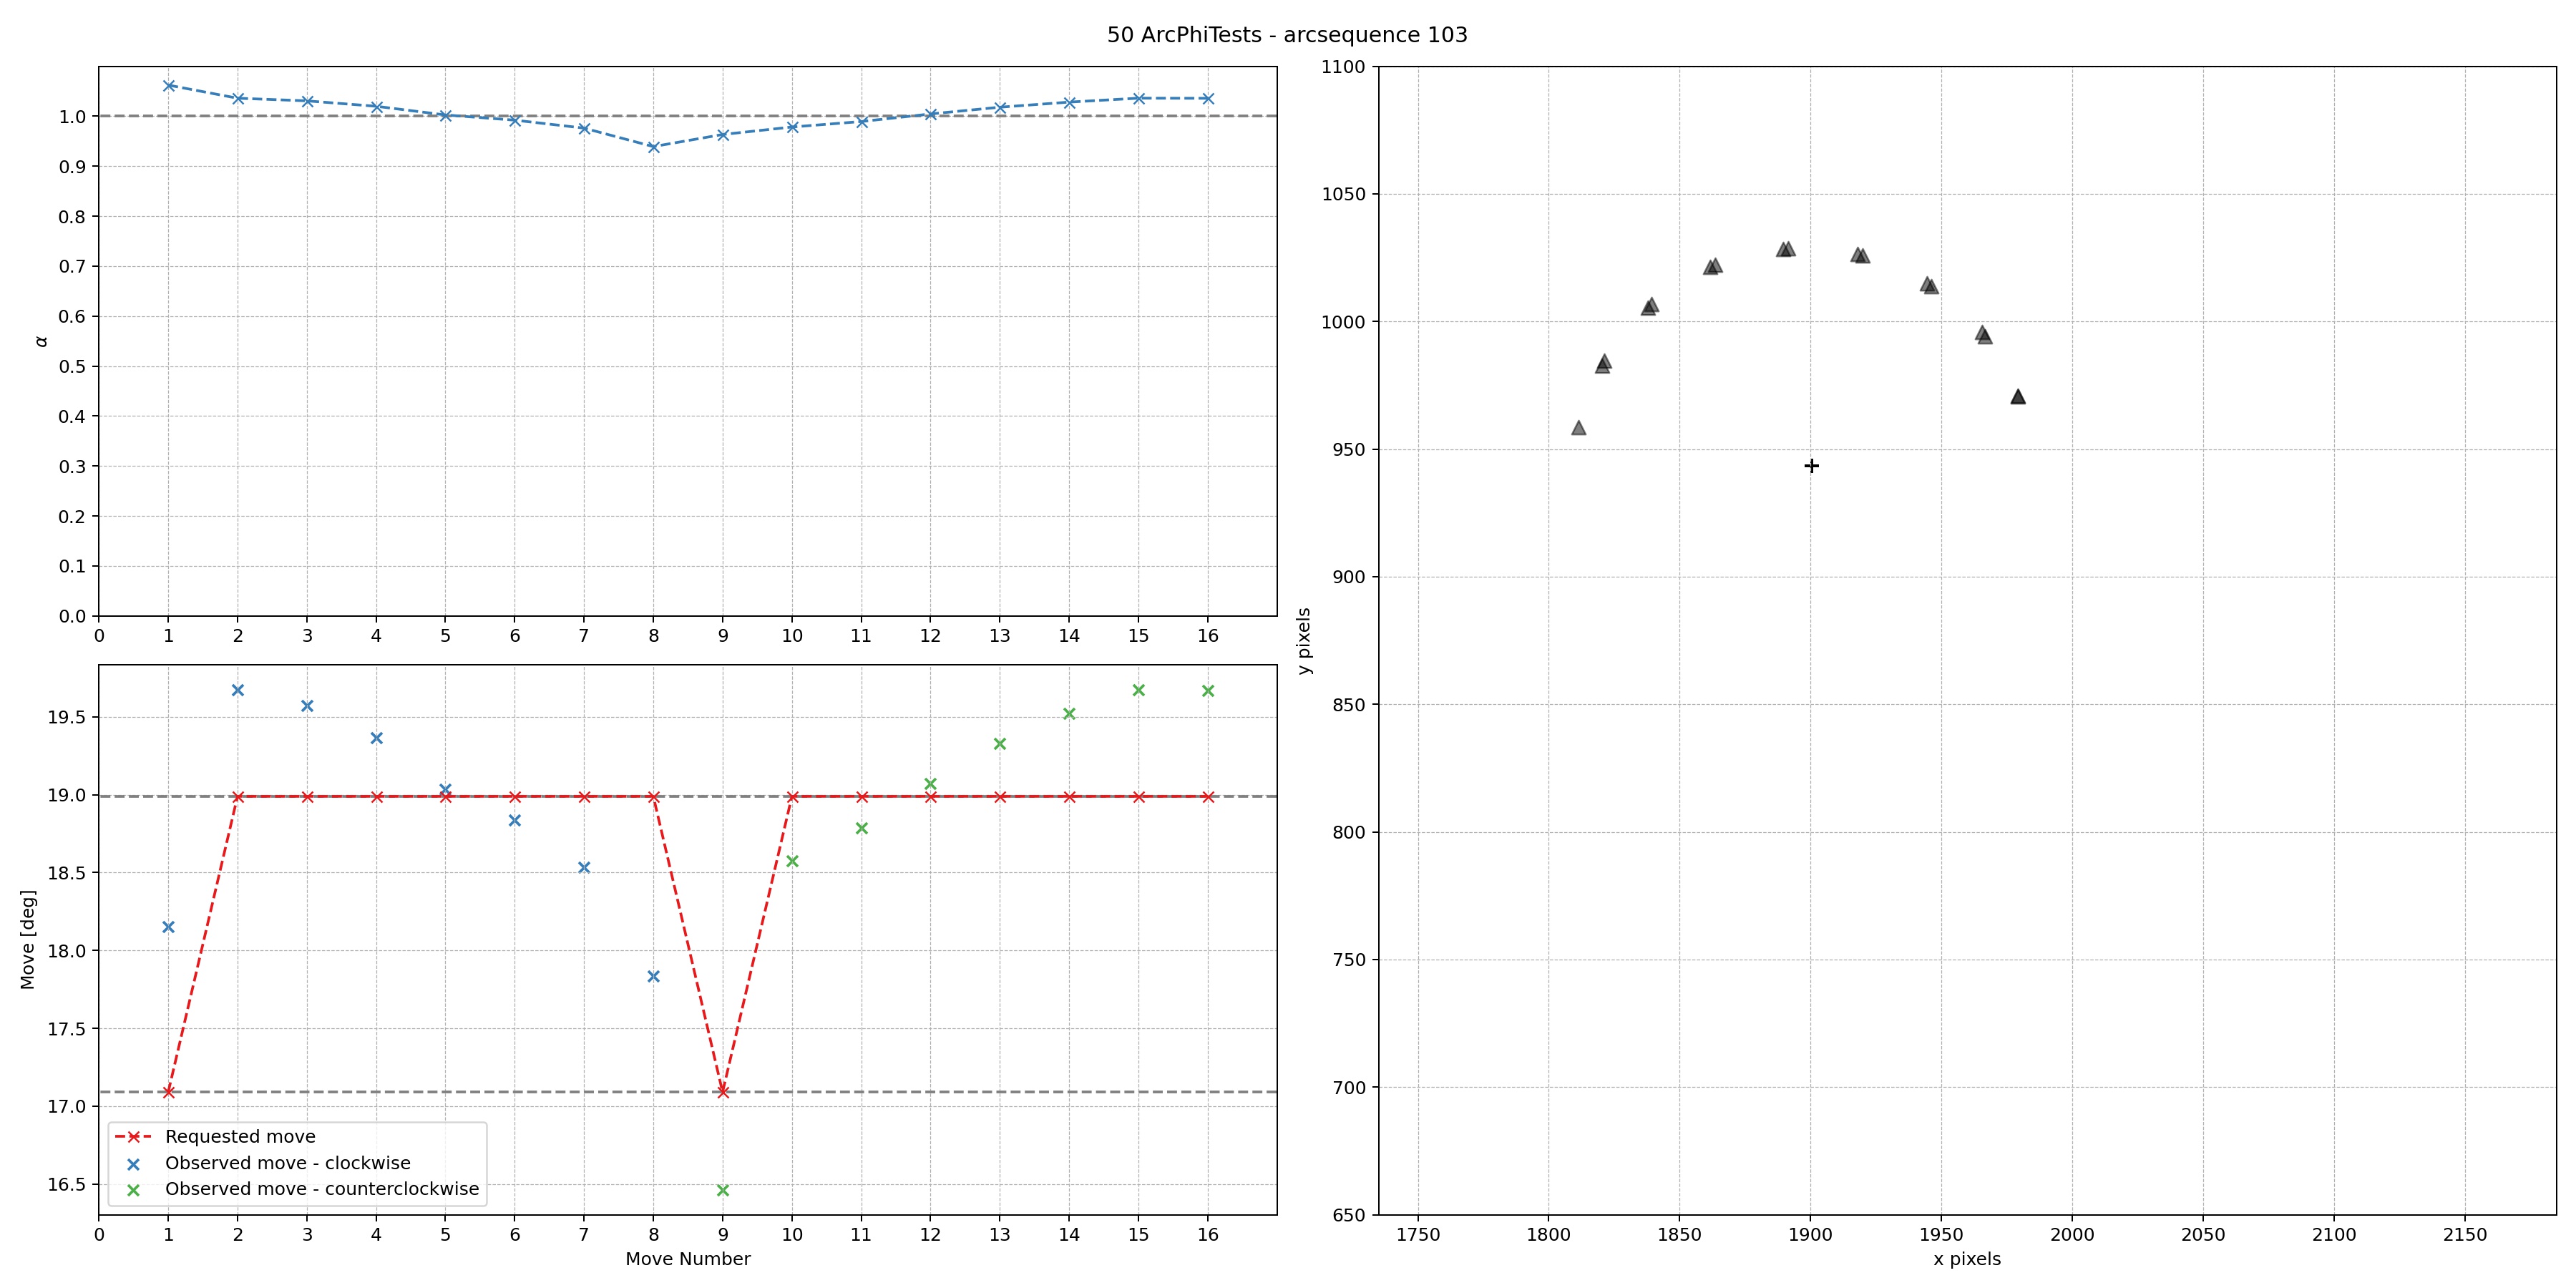 50 ArcPhiTests - arcsequence 103
1.0
0.9
0.8
0.7
0.6
0.5
0.4
0.3
0.2
0.1
0.0
α
0 1 2 3 4 5 6 7 8 9 10 11 12 13 14 15 16
19.5
19.0
18.5
18.0
17.5
17.0
16.5
Move [deg]
Requested move
Observed move - clockwise
Observed move - counterclockwise
0 1 2 3 4 5 6 7 8 9 10 11 12 13 14 15 16
Move Number
1100
1050
1000
950
900
850
800
750
700
650
y pixels
1750 1800 1850 1900 1950 2000 2050 2100 2150
x pixels